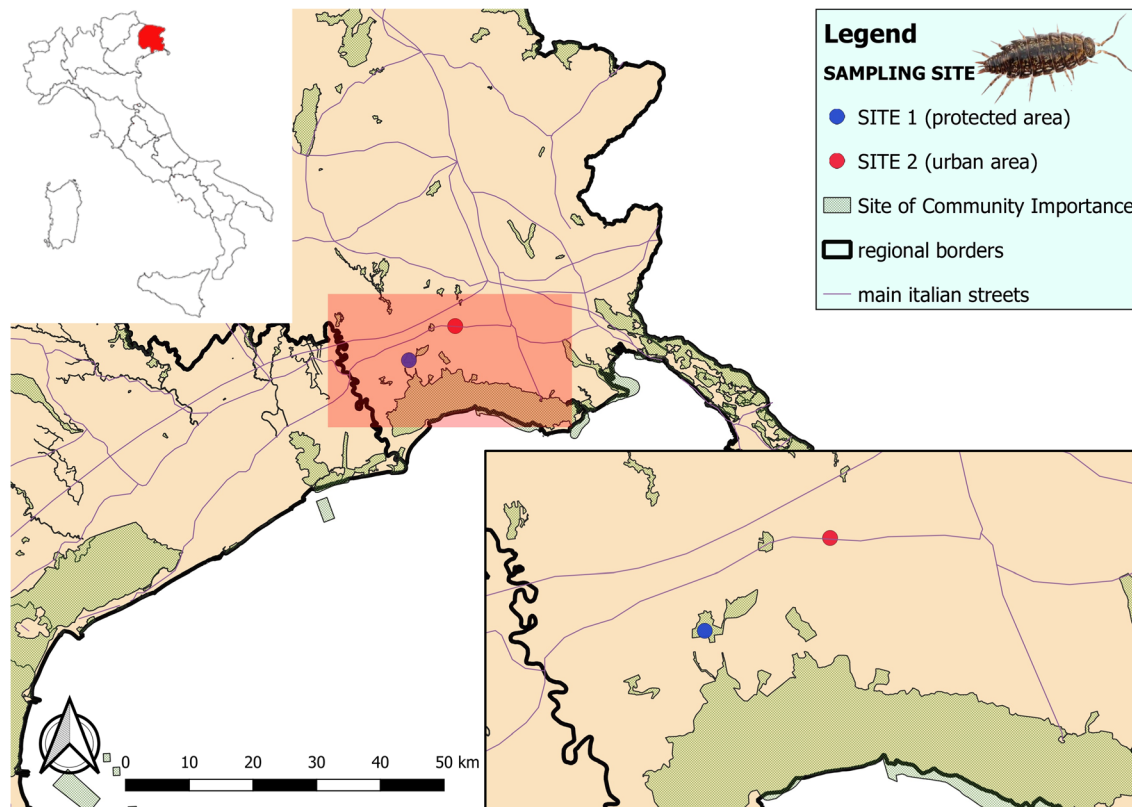 Legend
SAMPLING SITE
SITE 1 (protected area)
SITE 2 (urban area)
Site of Community Importance
regional borders
main italian streets
0 10 20 30 40 50 km